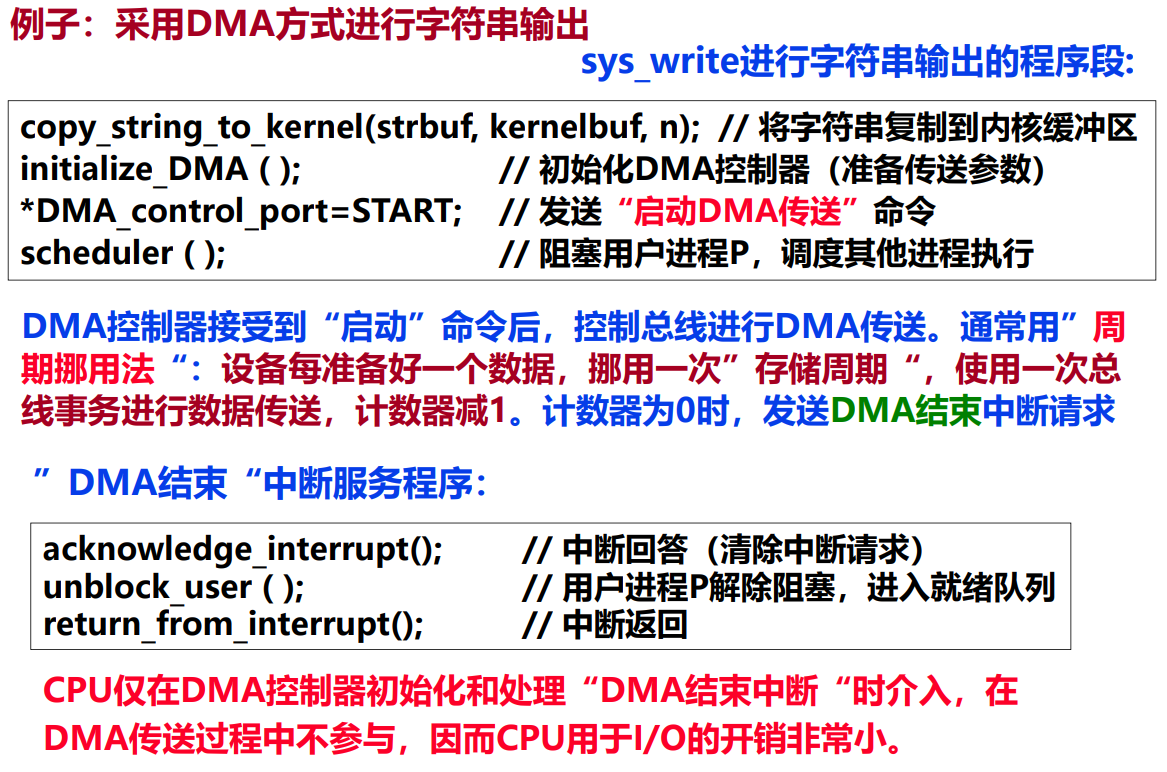 例子：采用DMA方式进行字符串输出
sys_write进行字符串输出的程序段:
copy_string_to_kernel(strbuf, kernelbuf, n); // 将字符串复制到内核缓冲区
initialize_DMA ( ); // 初始化DMA控制器（准备传送参数）
*DMA_control_port=START; // 发送“启动DMA传送”命令
scheduler ( ); // 阻塞用户进程P，调度其他进程执行
DMA控制器接受到“启动”命令后，控制总线进行DMA传送。通常用”周
期挪用法“：设备每准备好一个数据，挪用一次”存储周期“，使用一次总
线事务进行数据传送，计数器减1。计数器为0时，发送DMA结束中断请求
”DMA结束“中断服务程序：
acknowledge_interrupt(); // 中断回答（清除中断请求）
unblock_user ( ); // 用户进程P解除阻塞，进入就绪队列
return_from_interrupt(); // 中断返回
CPU仅在DMA控制器初始化和处理“DMA结束中断“时介入，在
DMA传送过程中不参与，因而CPU用于I/O的开销非常小。